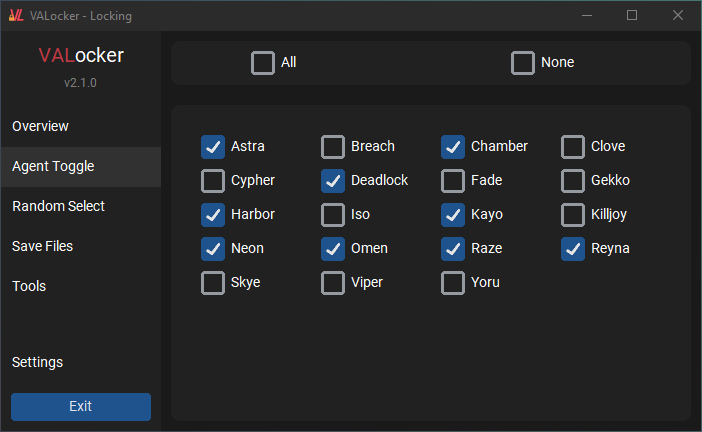 VALocker - Locking
VALocker
v2.1.0
Overview
Agent Toggle
Random Select
Save Files
Tools
Settings
Exit
All None
Astra Breach Chamber Clove
Cypher Deadlock Fade Gekko
Harbor Iso Kayo Killjoy
Neon Omen Raze Reyna
Skye Viper Yoru